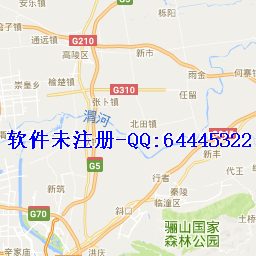 安乐镇
栎阳
通远镇
G210
新市
高陵区
雨金
何寨镇
崇皇乡
榆楚镇
G310
任留
张卜镇
渭河
北田镇
软件未注册-QQ:64445322
G5
新丰
代王
行者
新筑
秦陵
临潼区
G70
斜口
骊山国家
森林公园
辛家庙
洪庆